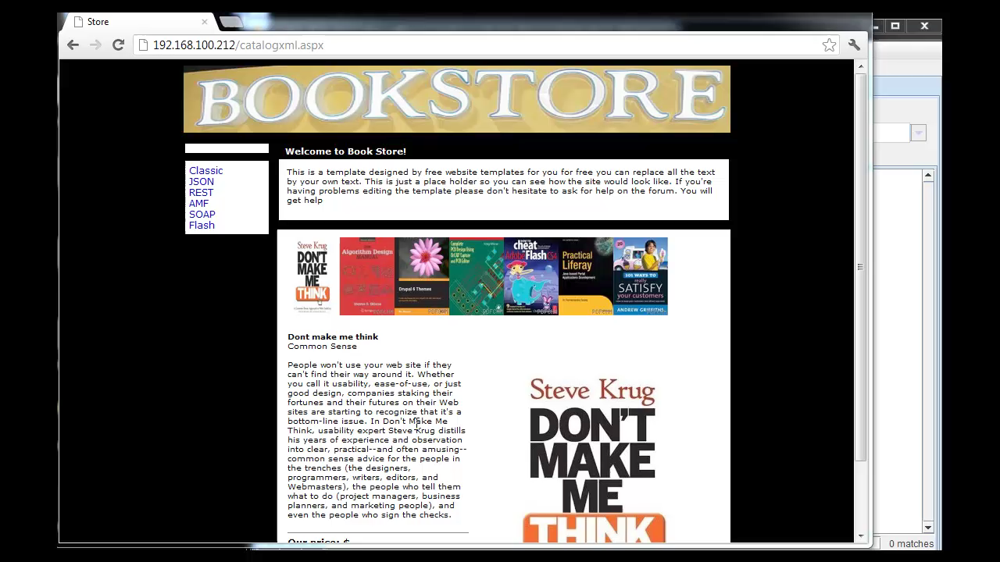 Store
192.168.100.212/catalogxml.aspx
BOOKSTORE
Classic
JSON
REST
AMF
SOAP
Flash
Welcome to Book Store!
This is a template designed by free website templates for you for free you can replace all the text
by your own text. This is just a place holder so you can see how the site would look like. If you're
having problems editing the template please don't hesitate to ask for help on the forum. You will
get help
Steve Krug
DON'T
MAKE
ME
THINK
Algorithm Design
MANUAL
Drupal 6 Themes
Complete
PCB Design Using
OrCAD Capture
and PCB Editor
cheat
Adobe Flash CS4
Practical
Liferay
101 WAYS TO
really
SATISFY
your customers
ANDREW GRIFFITHS
Dont make me think
Common Sense
People won't use your web site if they
can't find their way around it. Whether
you call it usability, ease-of-use, or just
good design, companies staking their
fortunes and their futures on their Web
sites are starting to recognize that it's a
bottom-line issue. In Don't Make Me
Think, usability expert Steve Krug distills
his years of experience and observation
into clear, practical--and often amusing--
common sense advice for the people in
the trenches (the designers,
programmers, writers, editors, and
Webmasters), the people who tell them
what to do (project managers, business
planners, and marketing people), and
even the people who sign the checks.
Our price: $
Steve Krug
DON'T
MAKE
ME
THINK
0 matches